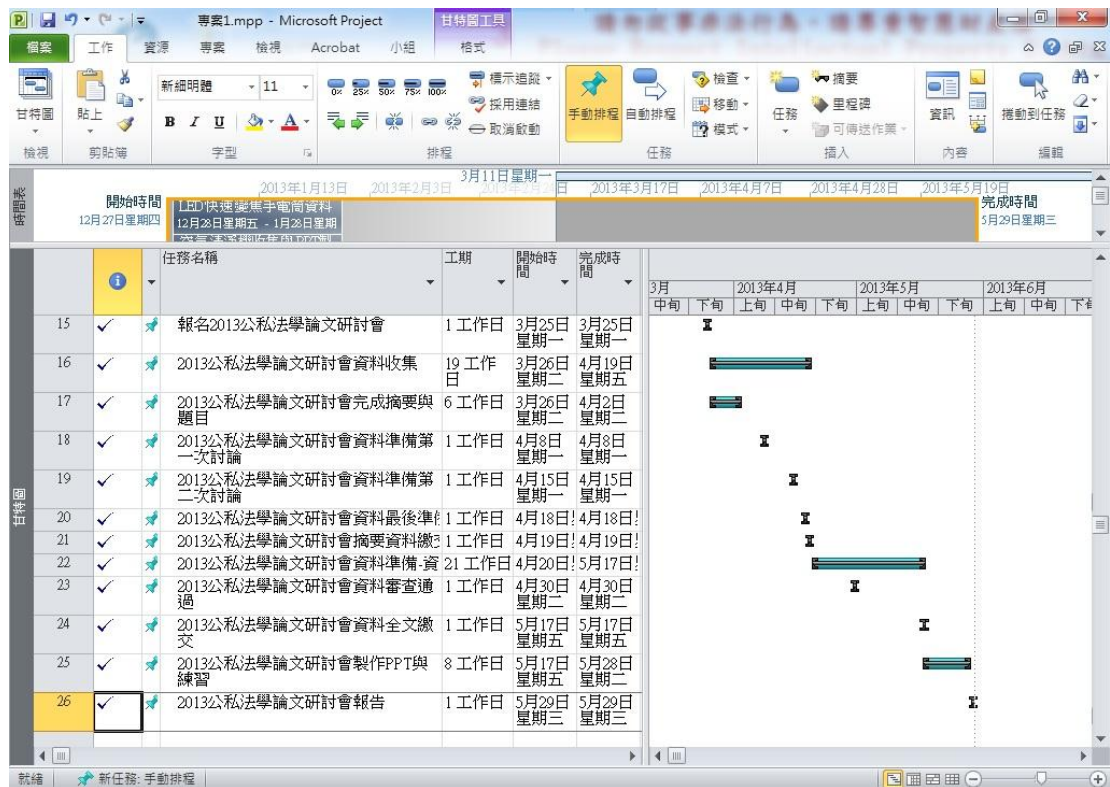 專案1.mpp - Microsoft Project
甘特圖工具
檔案 工作 資源 專案 檢視 Acrobat 小組 格式
新細明體 11
0% 25% 50% 75% 100%
標示追蹤
採用連結
取消啟動
檢查
移動
模式
摘要
里程碑
可傳送作業
甘特圖 貼上 B I U 手動排程 自動排程 任務 資訊 捲動到任務
檢視 剪貼簿 字型 排程 任務 插入 內容 編輯
3月11日星期一
2013年1月13日 2013年2月3日 2013年2月24日 2013年3月17日 2013年4月7日 2013年4月28日 2013年5月19日
時間表
開始時間
12月27日星期四
LED快速變焦手電筒資料
12月28日星期五 - 1月28日星期
完成時間
5月29日星期三
任務名稱 工期 開始時間 完成時間
3月 2013年4月 2013年5月 2013年6月
中旬 下旬 上旬 中旬 下旬 上旬 中旬 下旬 上旬 中旬 下旬
甘特圖
15 報名2013公私法學論文研討會 1 工作日 3月25日星期一 3月25日星期一
16 2013公私法學論文研討會資料收集 19 工作日 3月26日星期二 4月19日星期五
17 2013公私法學論文研討會完成摘要與題目 6 工作日 3月26日星期二 4月2日星期二
18 2013公私法學論文研討會資料準備第一次討論 1 工作日 4月8日星期一 4月8日星期一
19 2013公私法學論文研討會資料準備第二次討論 1 工作日 4月15日星期一 4月15日星期一
20 2013公私法學論文研討會資料最後準 1 工作日 4月18日 4月18日
21 2013公私法學論文研討會摘要資料繳 1 工作日 4月19日 4月19日
22 2013公私法學論文研討會資料準備-資 21 工作日 4月20日 5月17日
23 2013公私法學論文研討會資料審查通過 1 工作日 4月30日星期二 4月30日星期二
24 2013公私法學論文研討會資料全文繳交 1 工作日 5月17日星期五 5月17日星期五
25 2013公私法學論文研討會製作PPT與練習 8 工作日 5月17日星期五 5月28日星期二
26 2013公私法學論文研討會報告 1 工作日 5月29日星期三 5月29日星期三
就緒 新任務: 手動排程